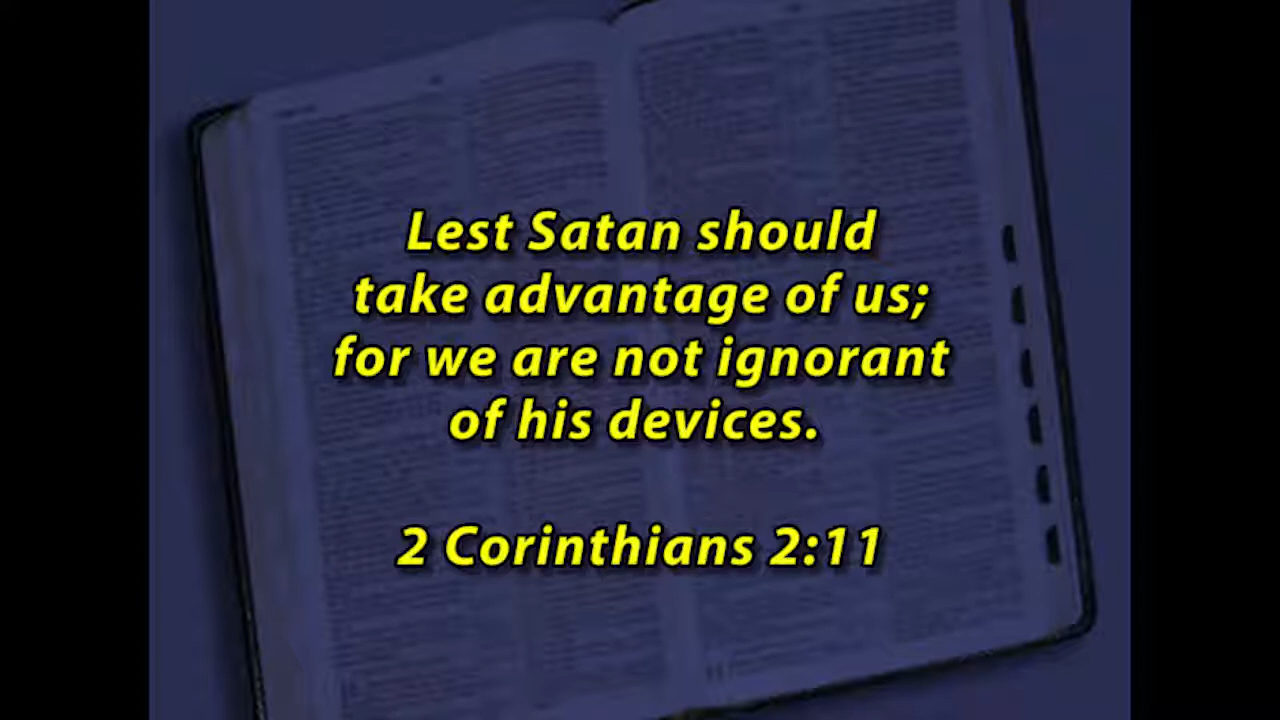 Lest Satan should
take advantage of us;
for we are not ignorant
of his devices.
2 Corinthians 2:11